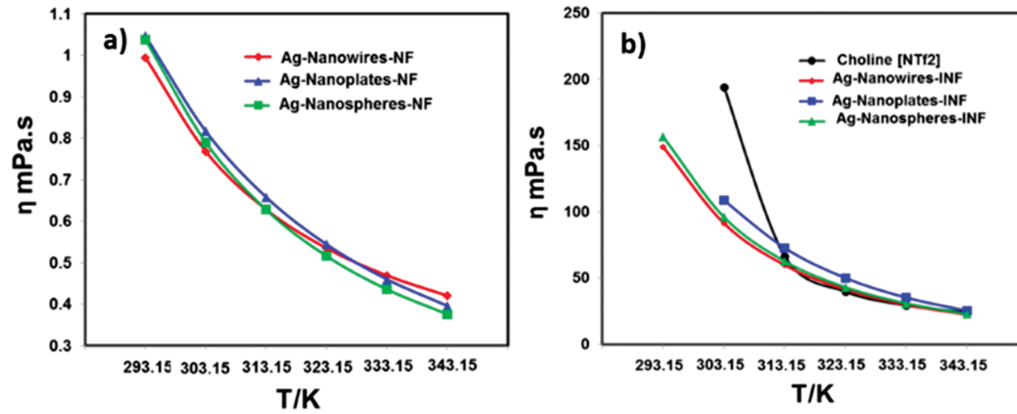 a)
1.1
1
0.9
0.8
0.7
0.6
0.5
0.4
0.3
η mPa.s
Ag-Nanowires-NF
Ag-Nanoplates-NF
Ag-Nanospheres-NF
293.15 303.15 313.15 323.15 333.15 343.15
T/K
b)
250
200
150
100
50
0
η mPa.s
Choline [NTf2]
Ag-Nanowires-INF
Ag-Nanoplates-INF
Ag-Nanospheres-INF
293.15 303.15 313.15 323.15 333.15 343.15
T/K